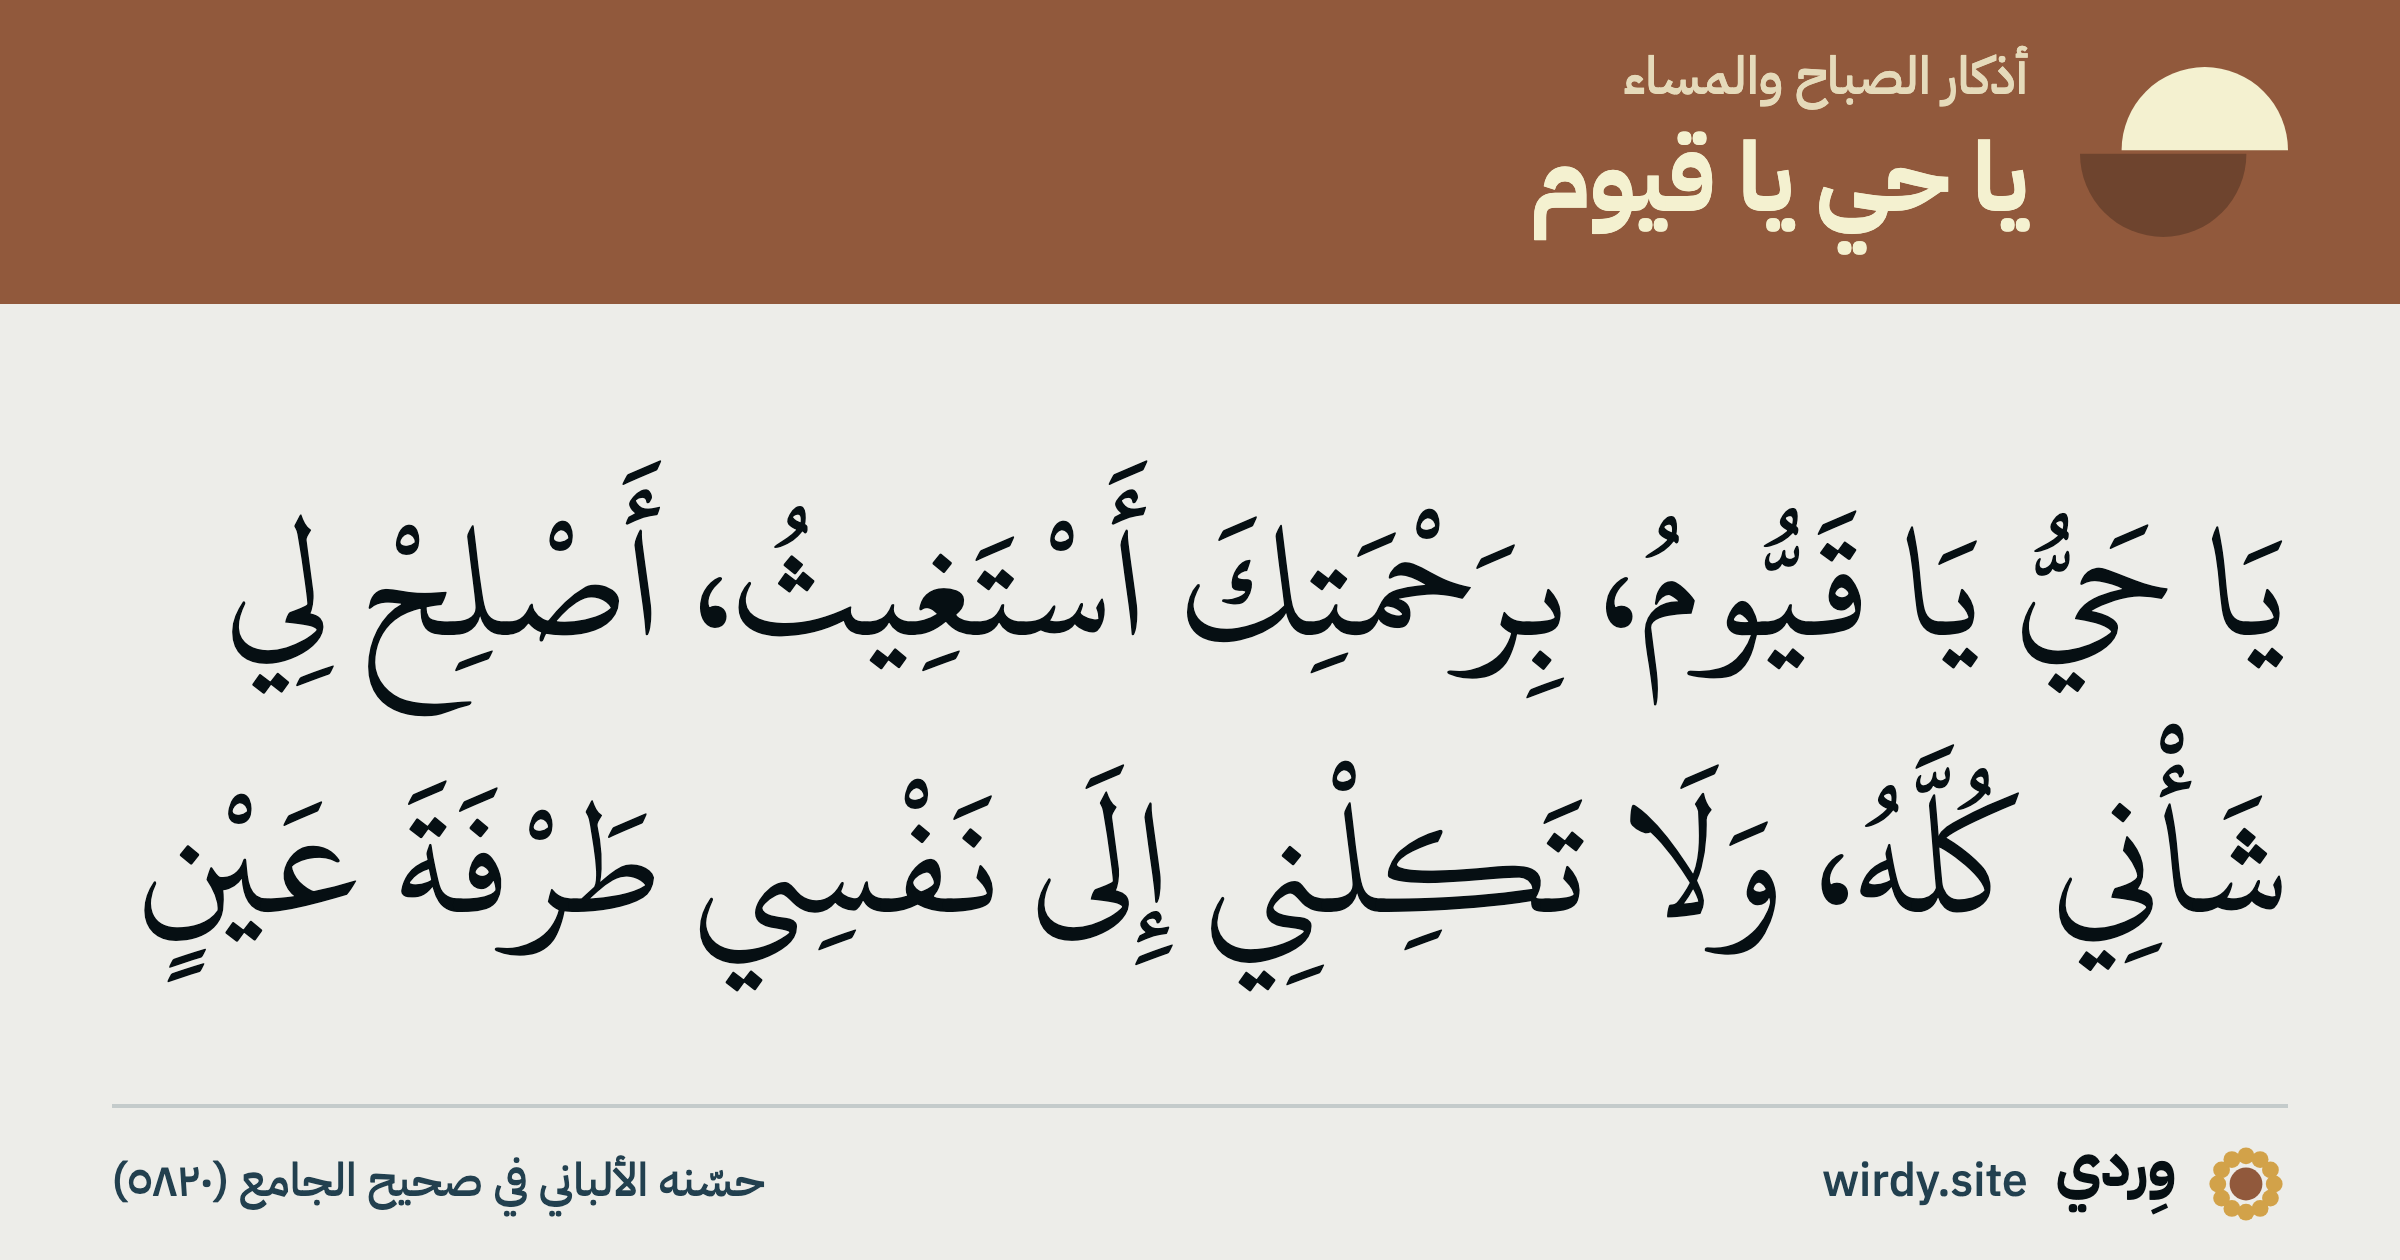 أذكار الصباح والمساء
يا حي يا قيوم
يَا حَيُّ يَا قَيُّومُ، بِرَحْمَتِكَ أَسْتَغِيثُ، أَصْلِحْ لِي
شَأْنِي كُلَّهُ، وَلَا تَكِلْنِي إِلَى نَفْسِي طَرْفَةَ عَيْنٍ
وِردي wirdy.site
حسّنه الألباني في صحيح الجامع (٥٨٢٠)